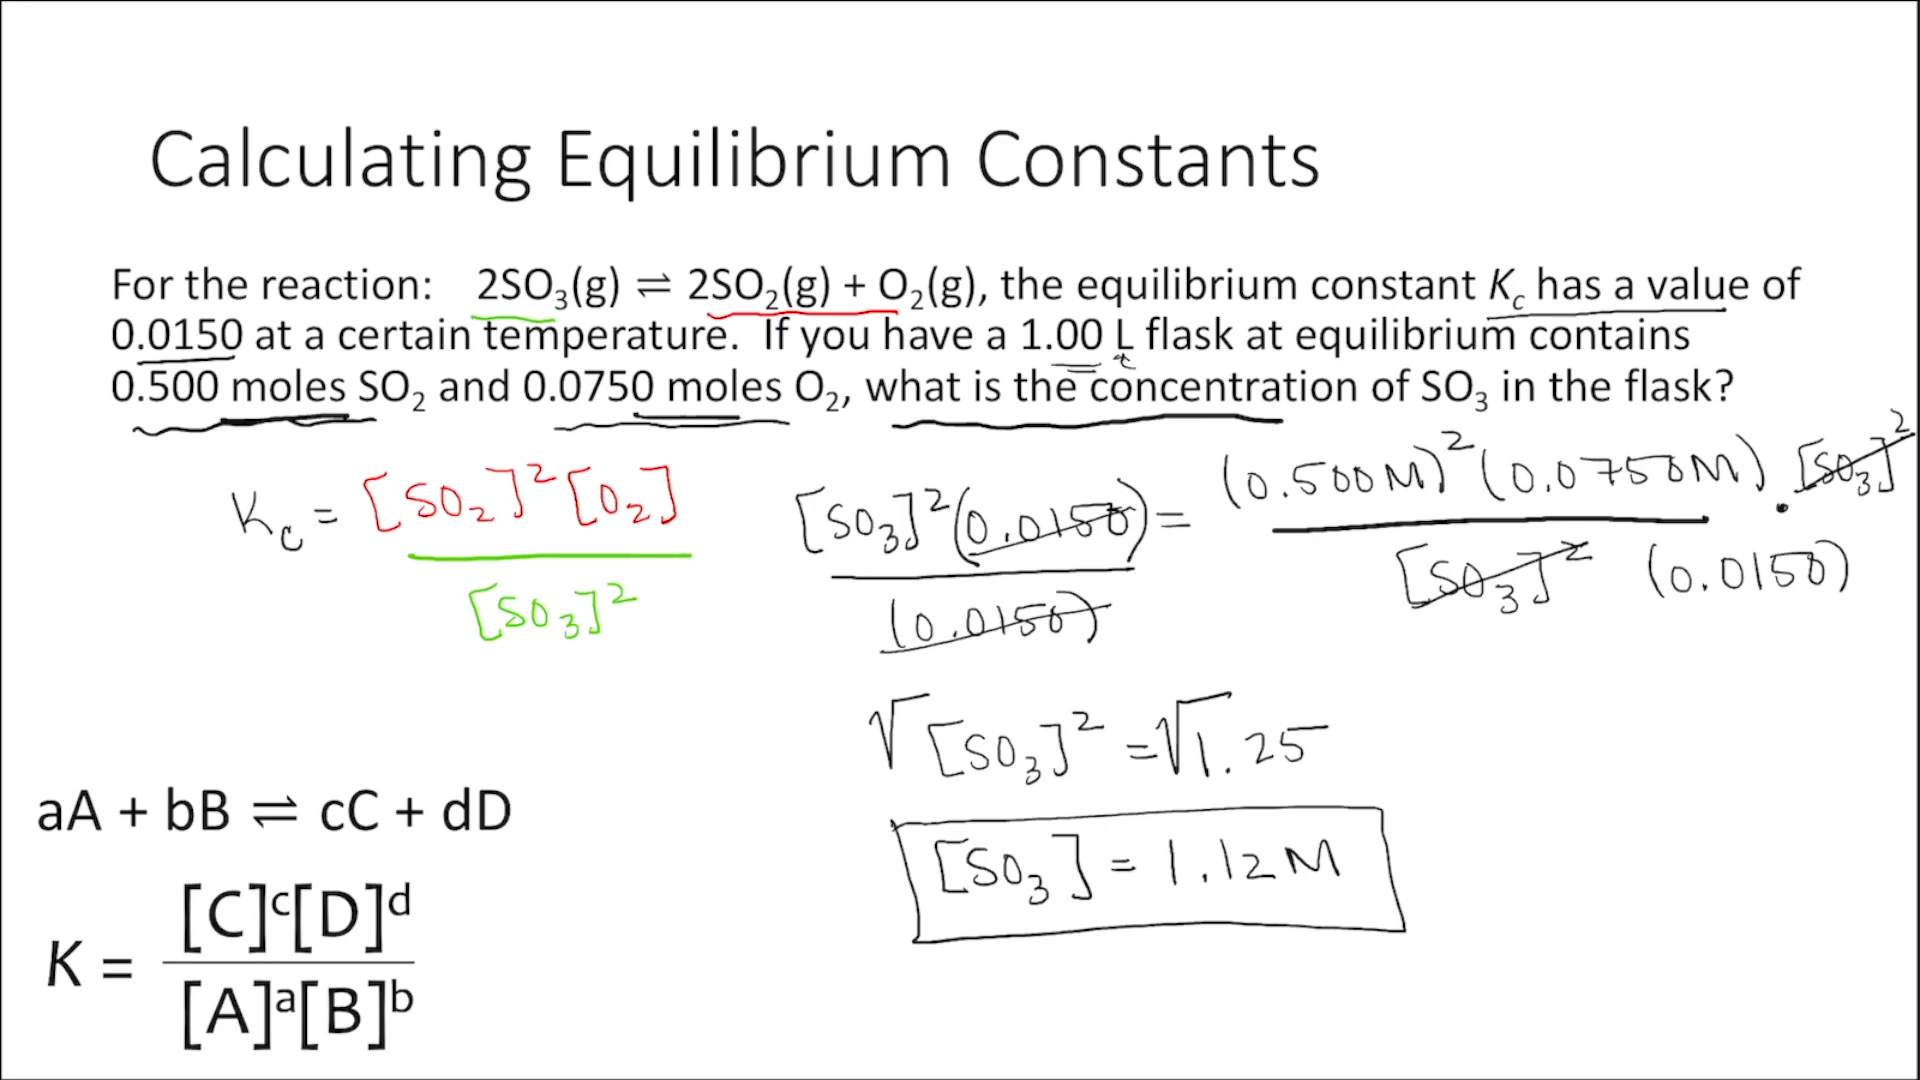 Calculating Equilibrium Constants
For the reaction: 2SO₃(g) ⇌ 2SO₂(g) + O₂(g), the equilibrium constant K_c has a value of
0.0150 at a certain temperature. If you have a 1.00 L flask at equilibrium contains
0.500 moles SO₂ and 0.0750 moles O₂, what is the concentration of SO₃ in the flask?
K_c = [SO₂]²[O₂] / [SO₃]²
[SO₃]²(0.0150) / (0.0150) = (0.500M)²(0.0750M) · [SO₃]² / [SO₃]² (0.0150)
√[SO₃]² = √1.25
[SO₃] = 1.12M
aA + bB ⇌ cC + dD
K = [C]ᶜ[D]ᵈ / [A]ᵃ[B]ᵇ